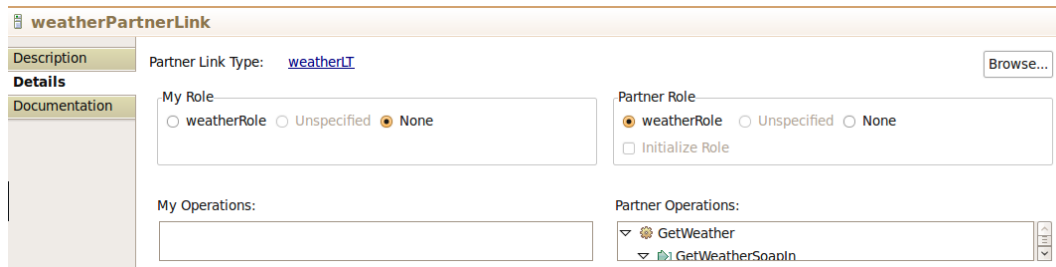 weatherPartnerLink
Description
Details
Documentation
Partner Link Type: weatherLT
Browse...
My Role
weatherRole Unspecified None
Partner Role
weatherRole Unspecified None
Initialize Role
My Operations:
Partner Operations:
GetWeather
GetWeatherSoapIn